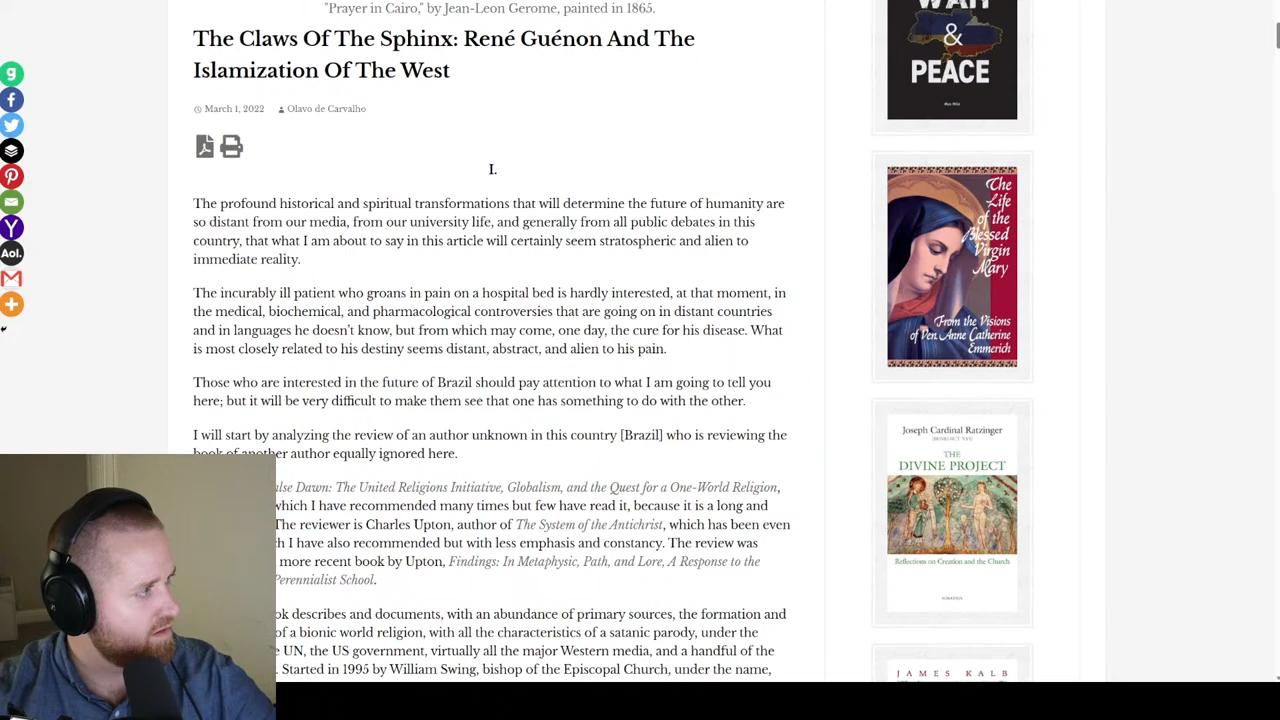 "Prayer in Cairo," by Jean-Leon Gerome, painted in 1865.
The Claws Of The Sphinx: René Guénon And The
Islamization Of The West
March 1, 2022 Olavo de Carvalho
I.
The profound historical and spiritual transformations that will determine the future of humanity are
so distant from our media, from our university life, and generally from all public debates in this
country, that what I am about to say in this article will certainly seem stratospheric and alien to
immediate reality.
The incurably ill patient who groans in pain on a hospital bed is hardly interested, at that moment, in
the medical, biochemical, and pharmacological controversies that are going on in distant countries
and in languages he doesn't know, but from which may come, one day, the cure for his disease. What
is most closely related to his destiny seems distant, abstract, and alien to his pain.
Those who are interested in the future of Brazil should pay attention to what I am going to tell you
here; but it will be very difficult to make them see that one has something to do with the other.
I will start by analyzing the review of an author unknown in this country [Brazil] who is reviewing the
book of another author equally ignored here.
alse Dawn: The United Religions Initiative, Globalism, and the Quest for a One-World Religion,
which I have recommended many times but few have read it, because it is a long and
The reviewer is Charles Upton, author of The System of the Antichrist, which has been even
h I have also recommended but with less emphasis and constancy. The review was
more recent book by Upton, Findings: In Metaphysic, Path, and Lore, A Response to the
Perennialist School.
ok describes and documents, with an abundance of primary sources, the formation and
of a bionic world religion, with all the characteristics of a satanic parody, under the
e UN, the US government, virtually all the major Western media, and a handful of the
. Started in 1995 by William Swing, bishop of the Episcopal Church, under the name,
WAR
&
PEACE
The
Life
of the
Blessed
Virgin
Mary
From the Visions
of Ven. Anne Catherine
Emmerich
Joseph Cardinal Ratzinger
(BENEDICT XVI)
THE
DIVINE PROJECT
Reflections on Creation and the Church
IGNATIUS
JAMES KALB
Aol.